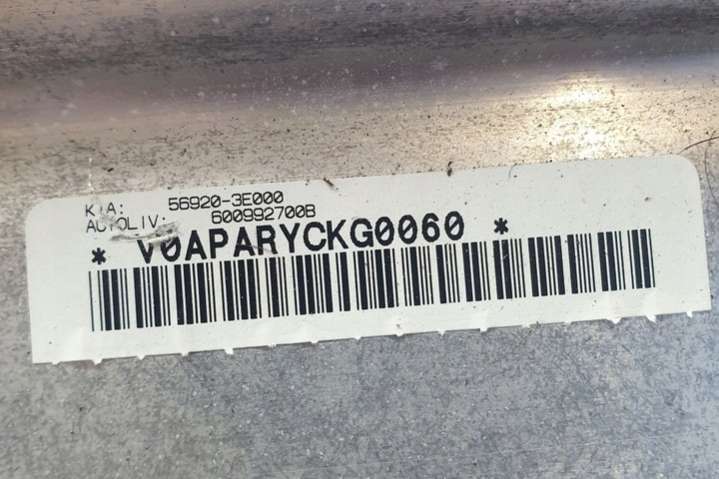 KIA: 56920-3E000
AUTOLIV: 600992700B
* V0APARYCKG0060 *